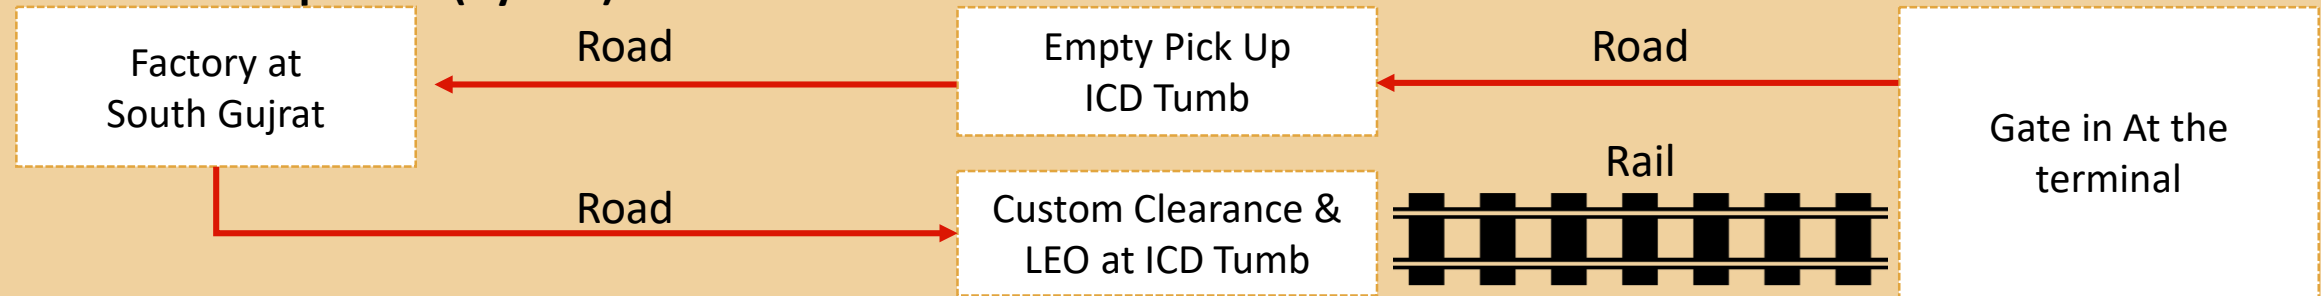 Factory at
South Gujrat
Road
Empty Pick Up
ICD Tumb
Road
Gate in At the
terminal
Road
Custom Clearance &
LEO at ICD Tumb
Rail